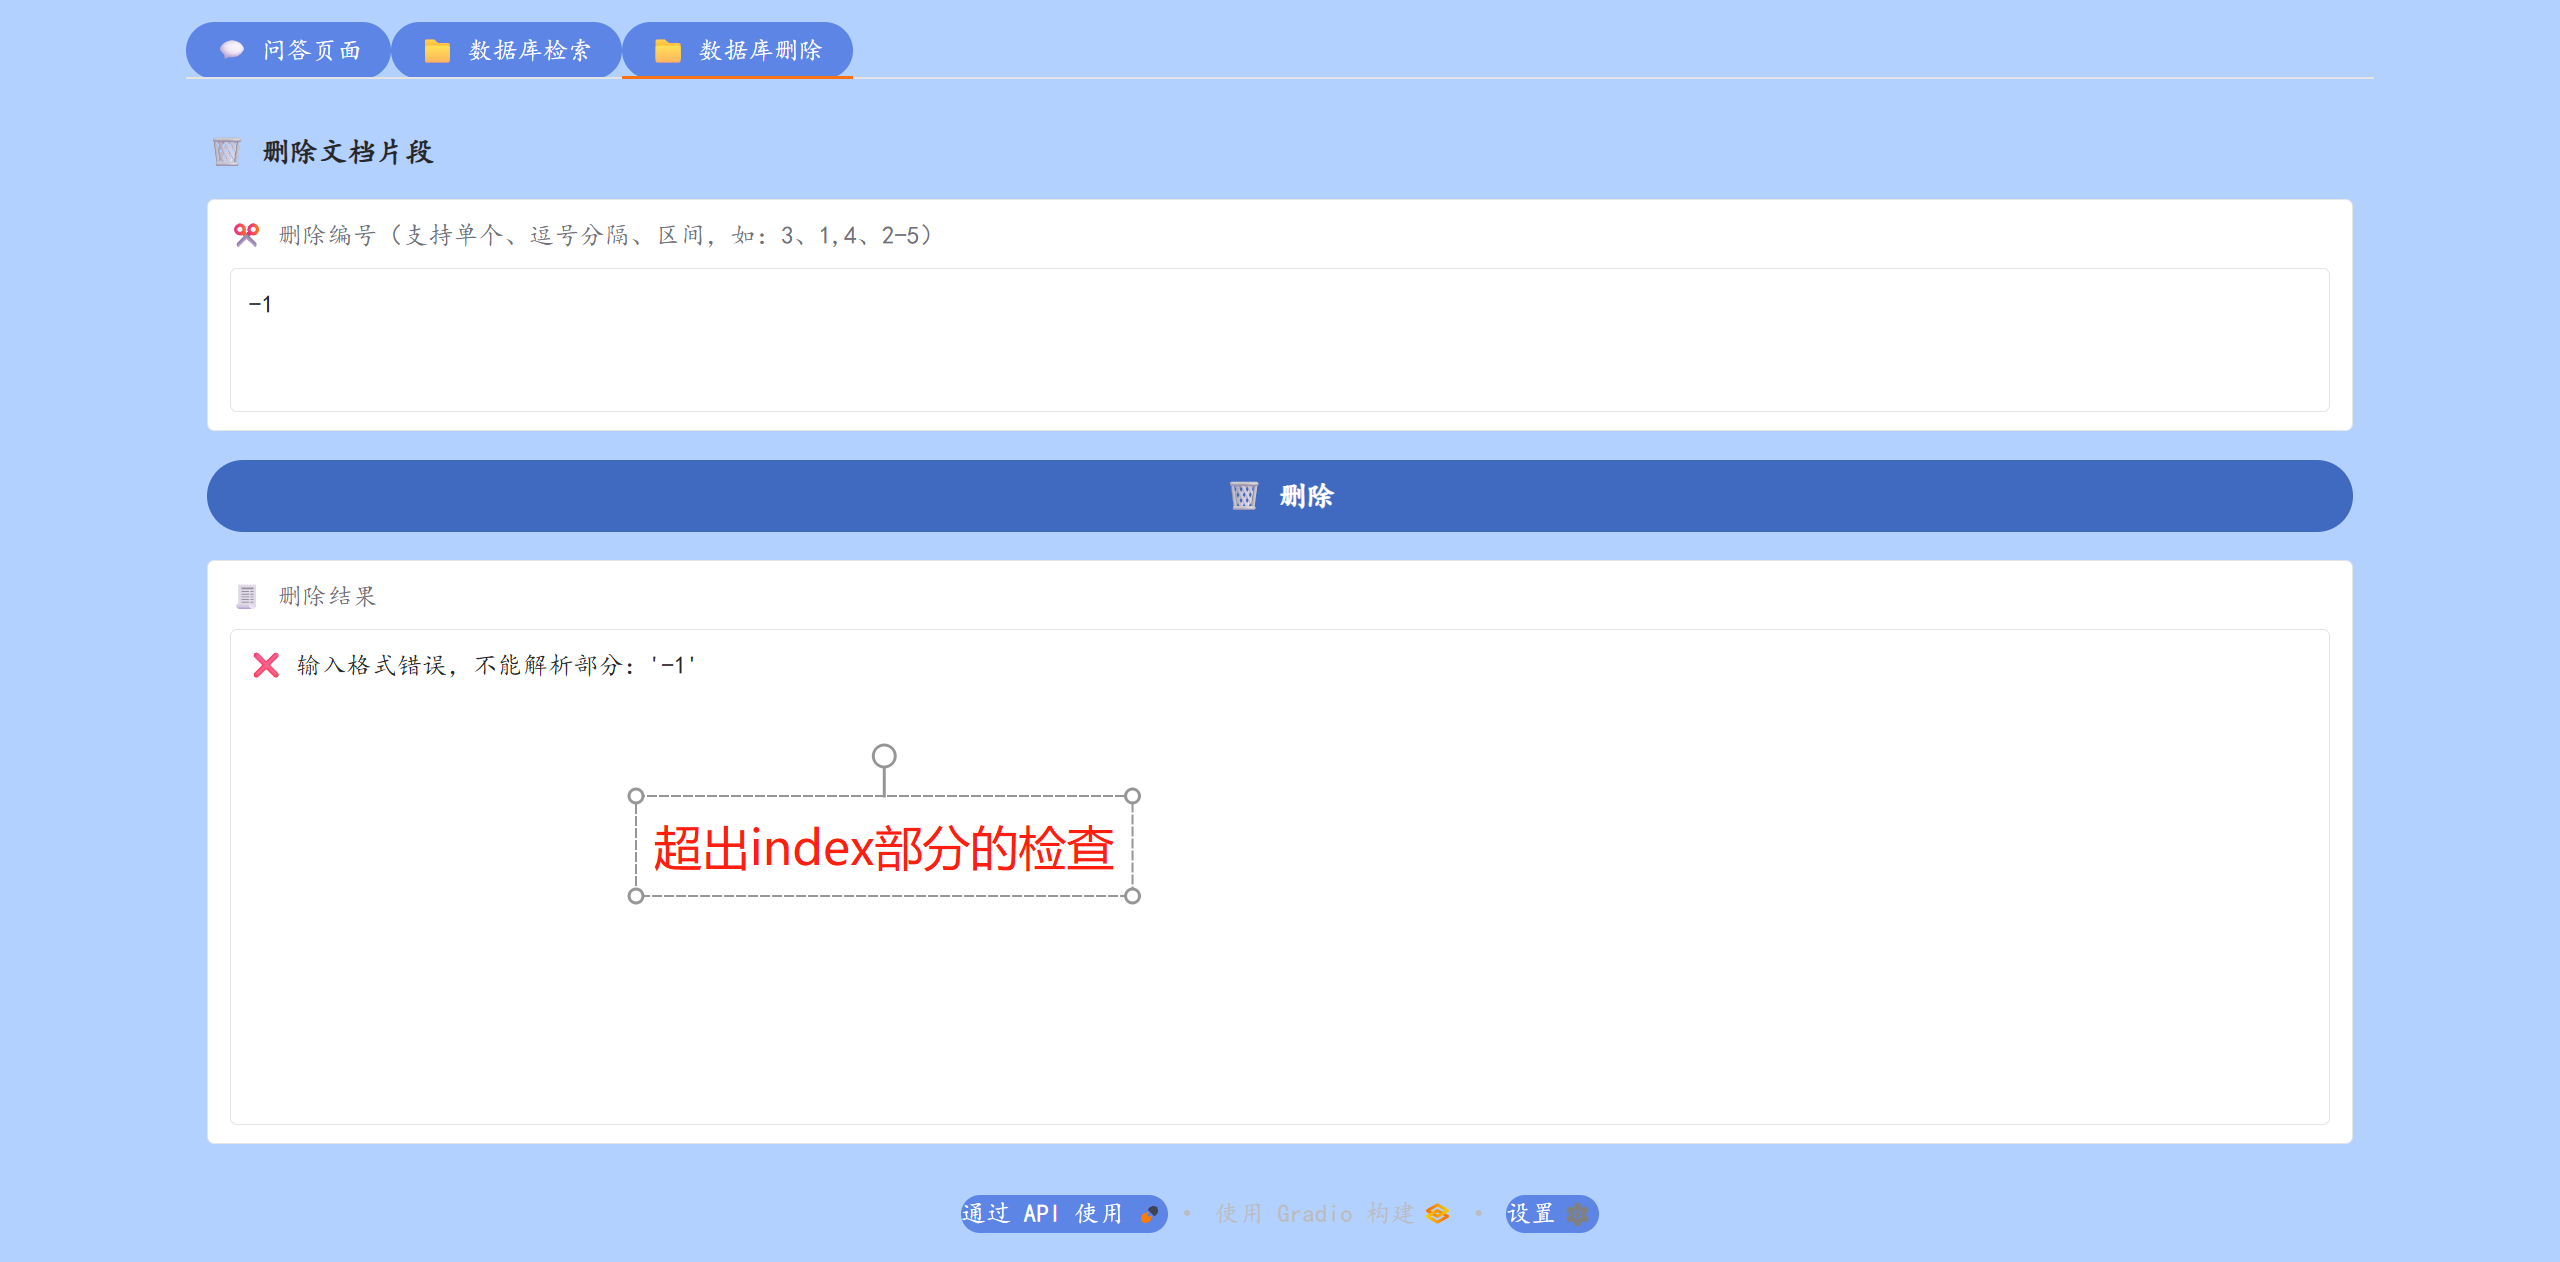 问答页面 数据库检索 数据库删除
删除文档片段
删除编号（支持单个、逗号分隔、区间，如：3、1,4、2-5）
-1
删除
删除结果
输入格式错误，不能解析部分：'-1'
超出index部分的检查
通过 API 使用 · 使用 Gradio 构建 · 设置